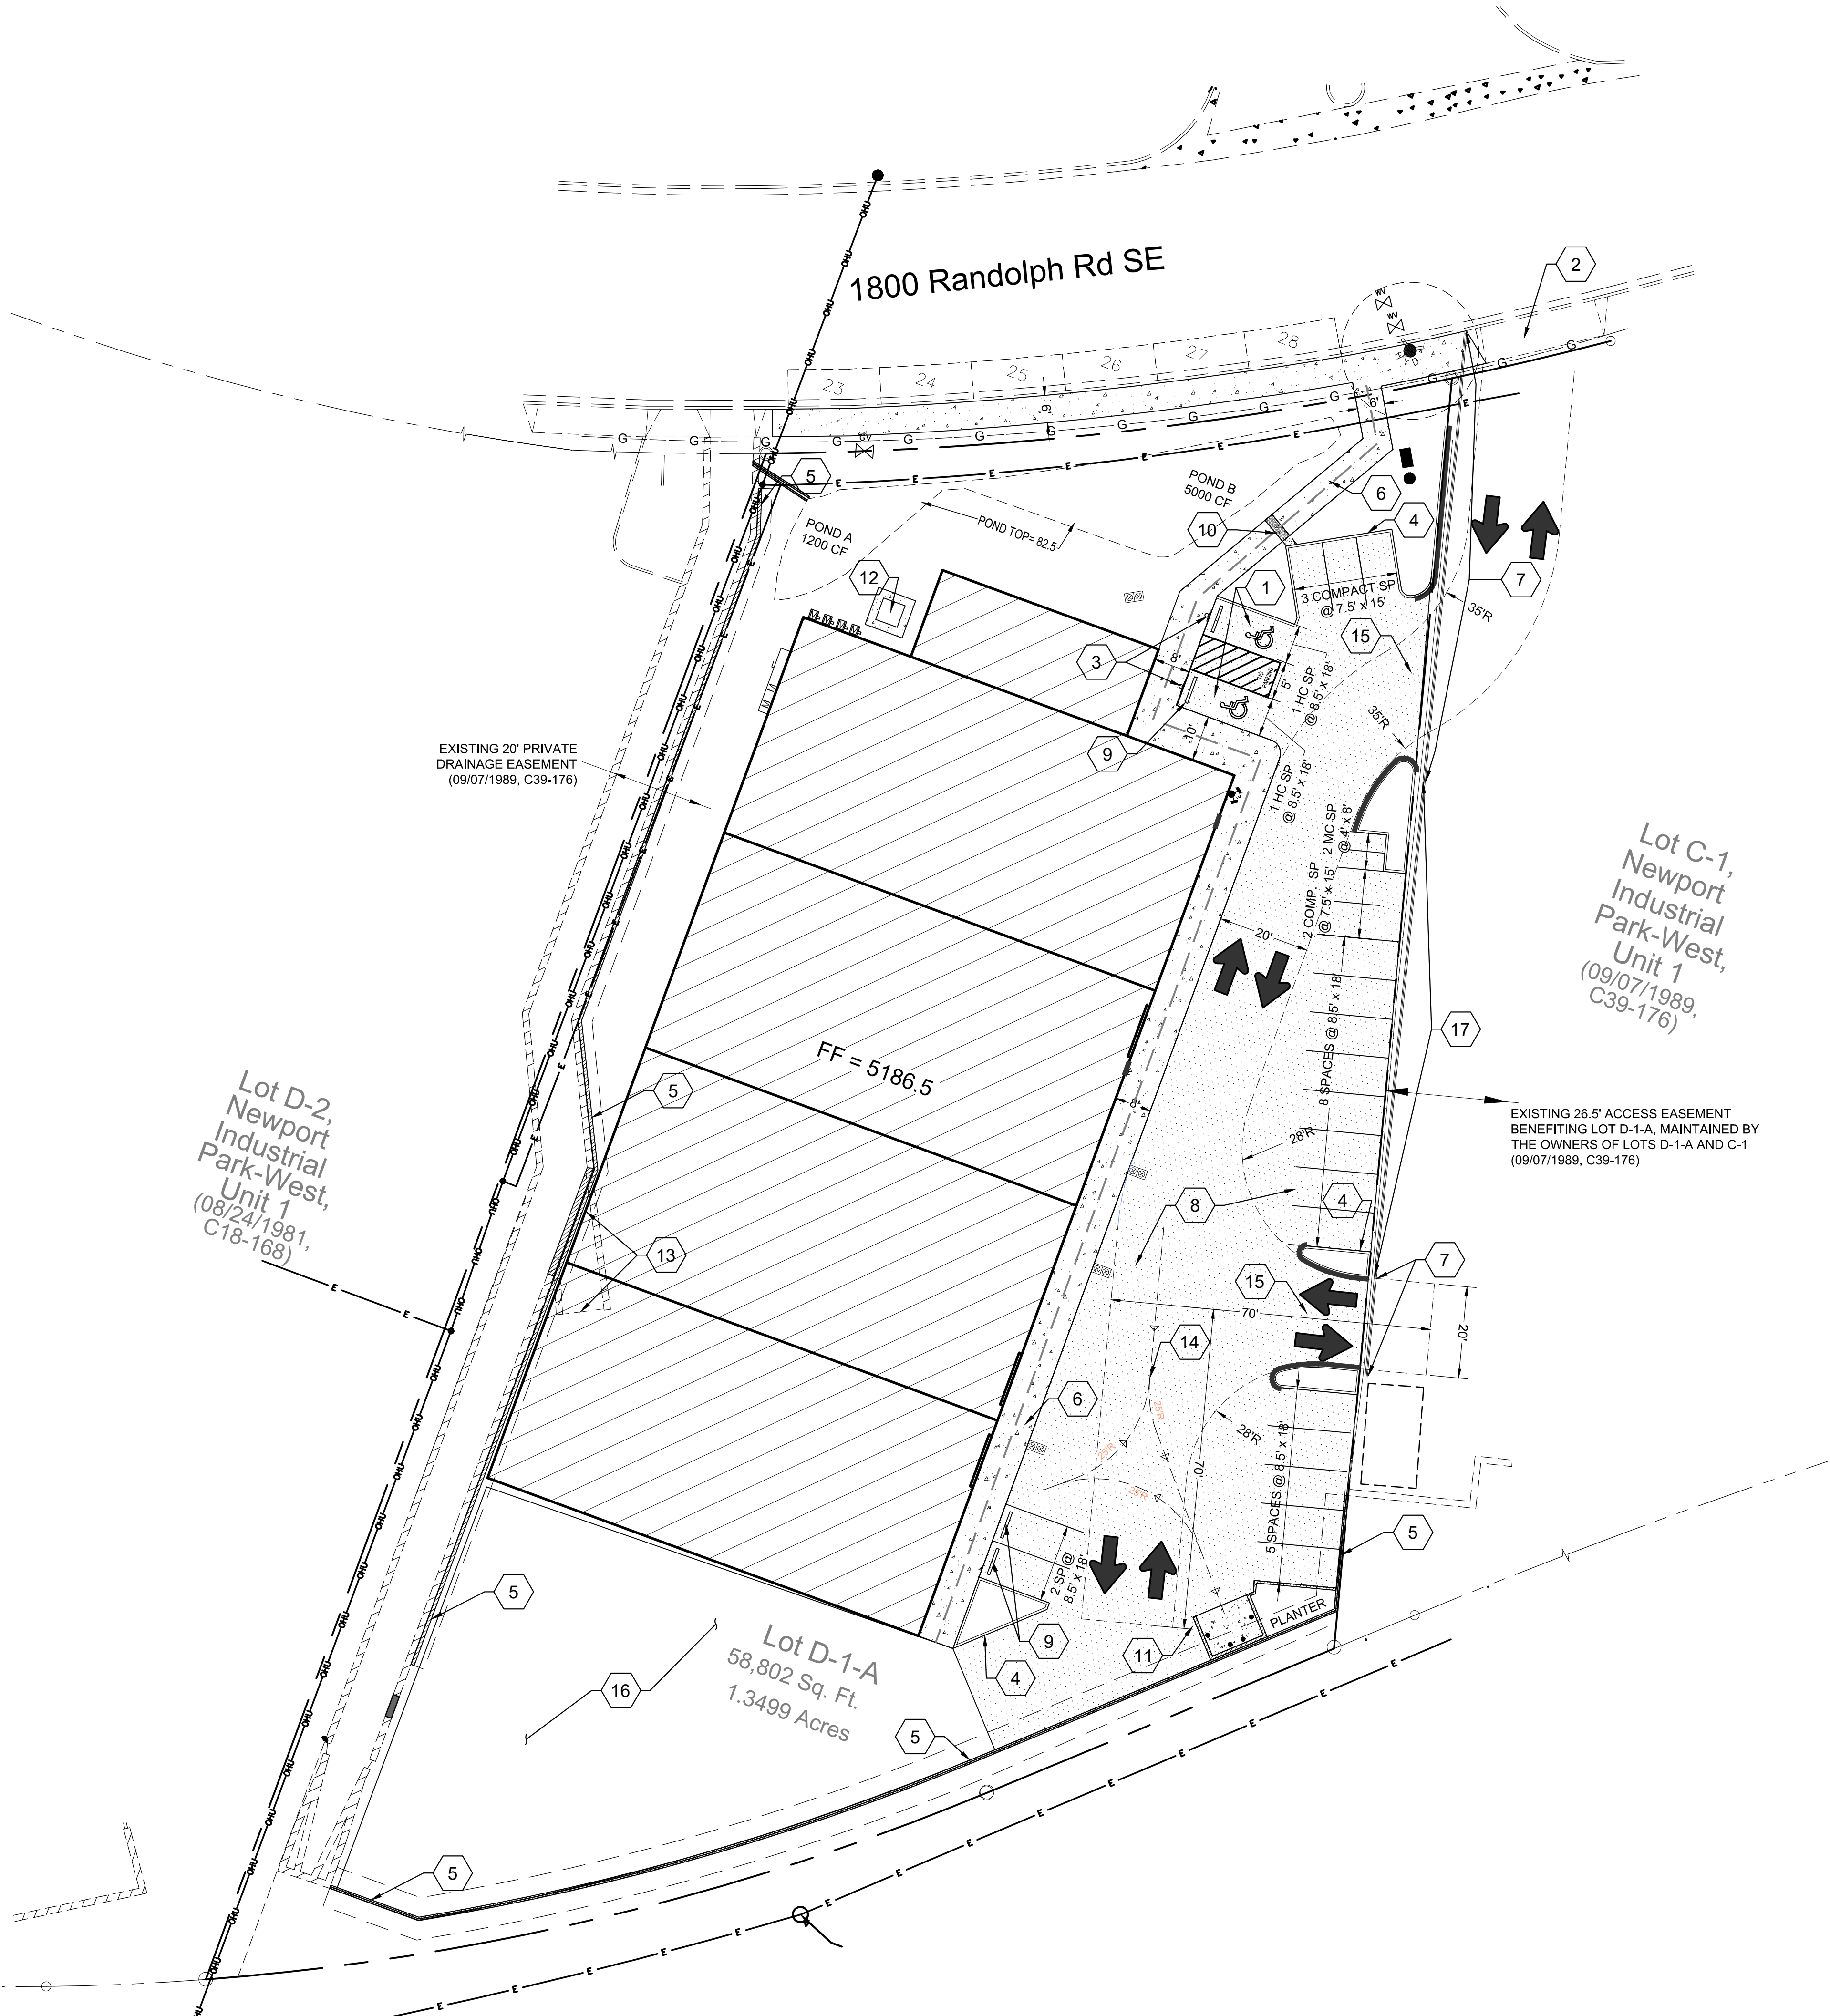 1800 Randolph Rd SE
2
23
24
25
26
27
28
WV
WV
6'
6'
GV
5
POND A
1200 CF
POND TOP= 82.5
POND B
5000 CF
10
6
4
7
12
1
3 COMPACT SP
@ 7.5' x 15'
35'R
15
3
8'
5'
1 HC SP
@ 8.5' x 18'
35'R
9
10'
1 HC SP
@ 8.5' x 18'
M M
EXISTING 20' PRIVATE
DRAINAGE EASEMENT
(09/07/1989, C39-176)
2 MC SP
@ 4' x 8'
2 COMP. SP
@ 7.5' x 15'
20'
8 SPACES @ 8.5' x 18'
Lot C-1,
Newport
Industrial
Park-West,
Unit 1
(09/07/1989,
C39-176)
17
FF = 5186.5
8'
5
28'R
EXISTING 26.5' ACCESS EASEMENT
BENEFITING LOT D-1-A, MAINTAINED BY
THE OWNERS OF LOTS D-1-A AND C-1
(09/07/1989, C39-176)
Lot D-2,
Newport
Industrial
Park-West,
Unit 1
(08/24/1981,
C18-168)
8
4
13
7
15
70'
20'
14
6
25'R
28'R
25'R
25'R
70'
5 SPACES @ 8.5' x 18'
5
2 SP @
8.5' x 18'
5
PLANTER
9
11
4
Lot D-1-A
58,802 Sq. Ft.
1.3499 Acres
16
5
5
OHU
E
G